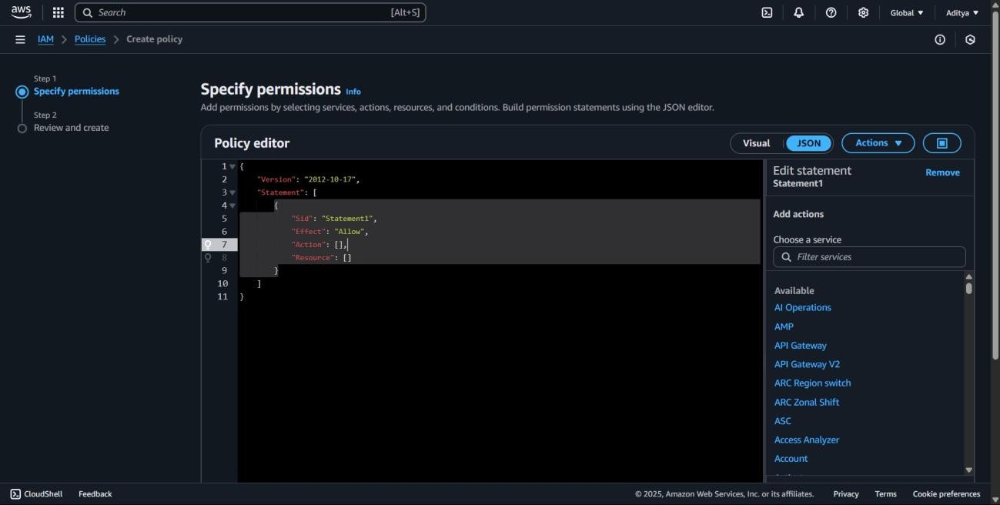 aws
Search [Alt+S]
Global ▼
Aditya ▼
IAM > Policies > Create policy
Step 1
Specify permissions
Step 2
Review and create
Specify permissions Info
Add permissions by selecting services, actions, resources, and conditions. Build permission statements using the JSON editor.
Policy editor
Visual
JSON
Actions ▼
1 {
2 "Version": "2012-10-17",
3 "Statement": [
4 {
5 "Sid": "Statement1",
6 "Effect": "Allow",
7 "Action": [],
8 "Resource": []
9 }
10 ]
11 }
Edit statement
Statement1
Remove
Add actions
Choose a service
Filter services
Available
AI Operations
AMP
API Gateway
API Gateway V2
ARC Region switch
ARC Zonal Shift
ASC
Access Analyzer
Account
CloudShell
Feedback
© 2025, Amazon Web Services, Inc. or its affiliates.
Privacy
Terms
Cookie preferences